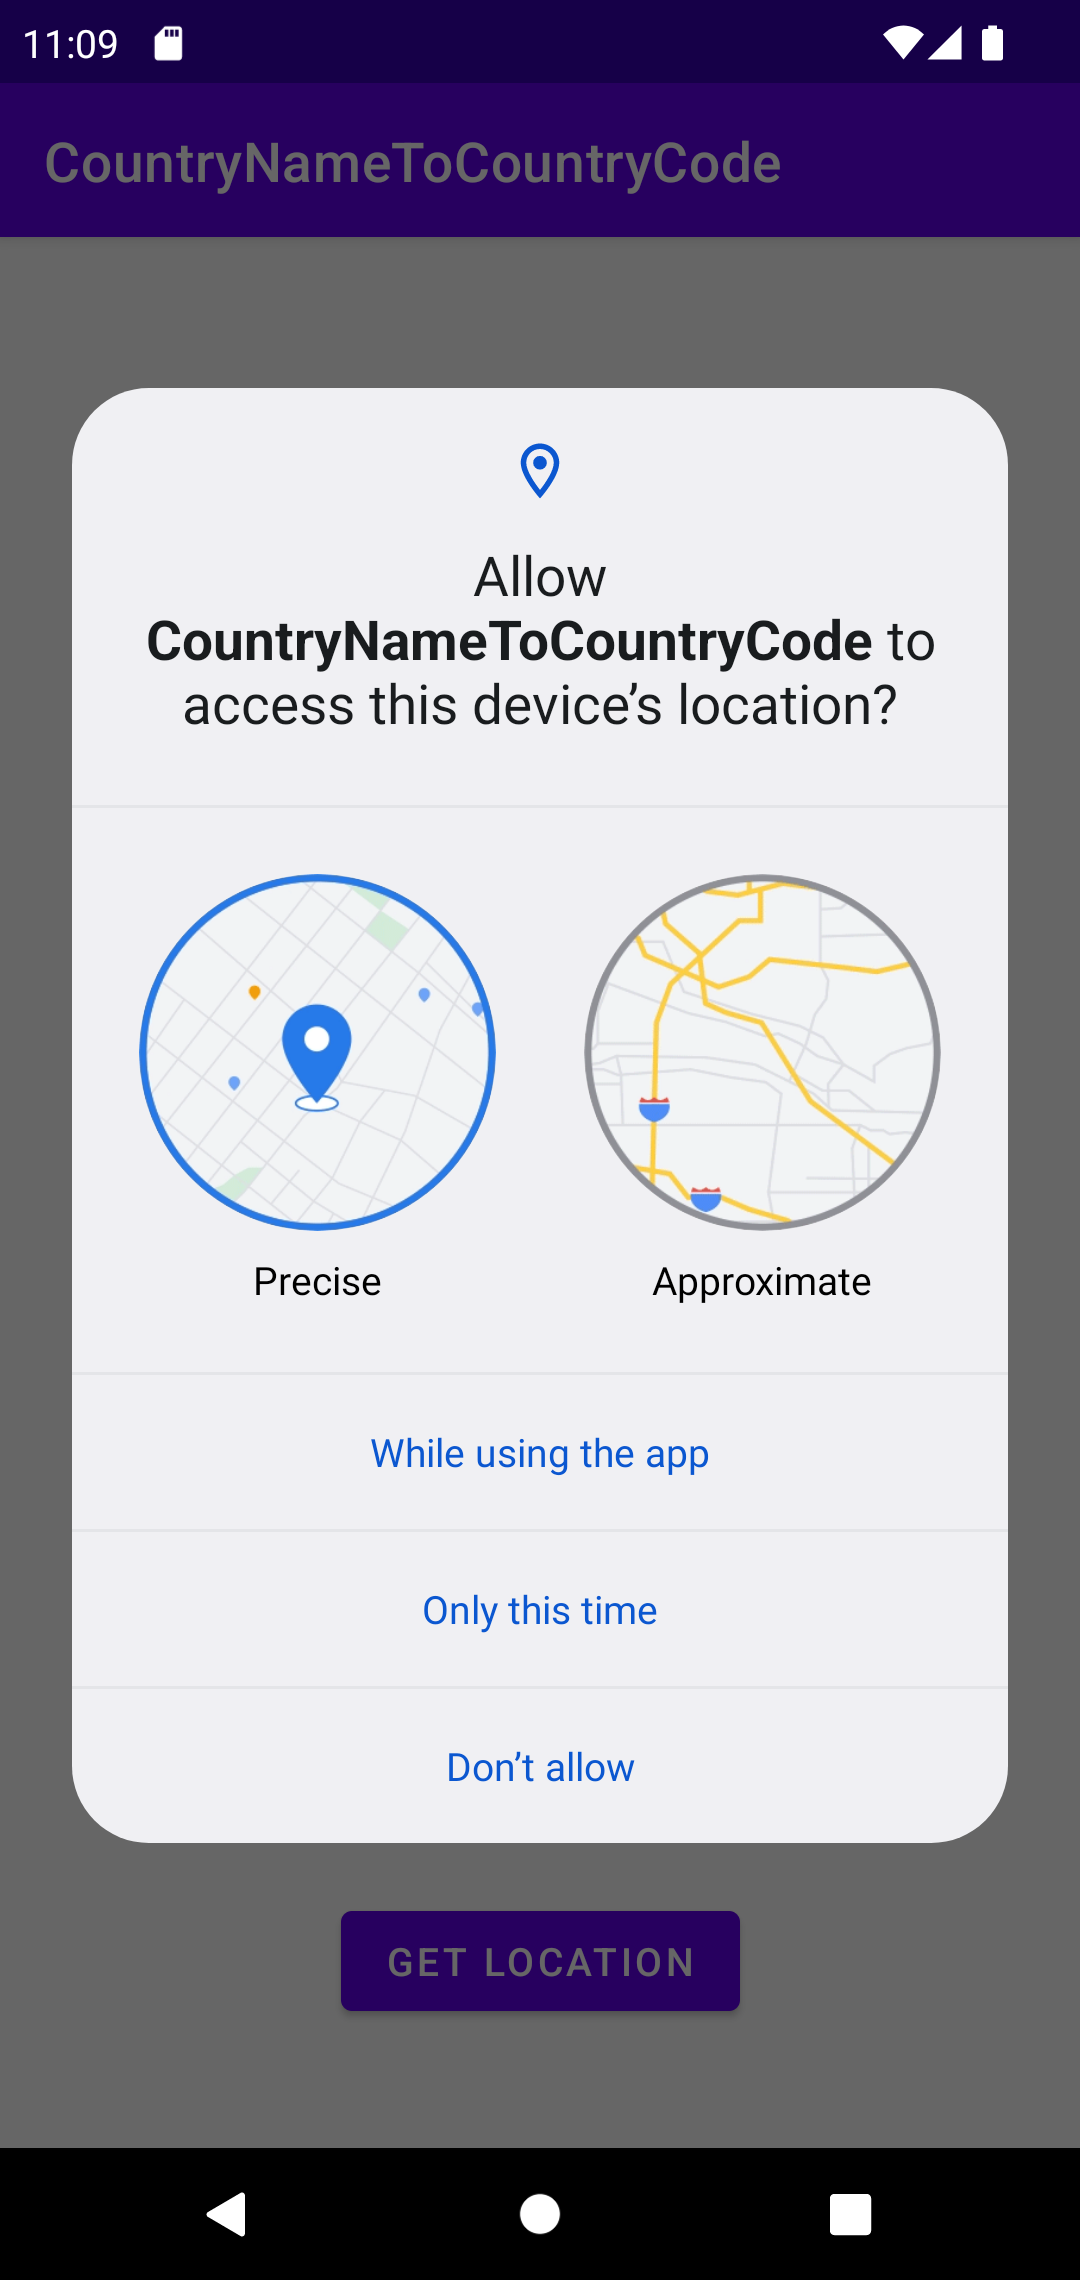 11:09
CountryNameToCountryCode
Allow
CountryNameToCountryCode to
access this device’s location?
Precise
Approximate
While using the app
Only this time
Don’t allow
GET LOCATION